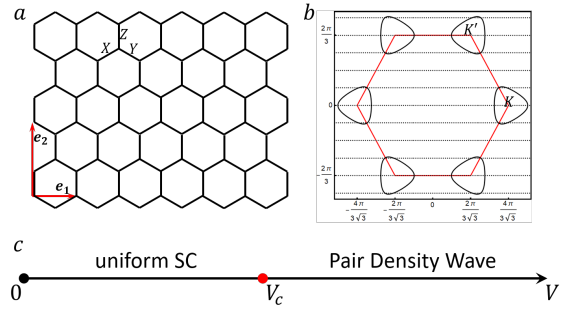 a
Z
X Y
e₂
e₁
b
2π/3
0
-2π/3
K'
K
-4π/(3√3) -2π/(3√3) 0 2π/(3√3) 4π/(3√3)
c
uniform SC Pair Density Wave
0 V_c V